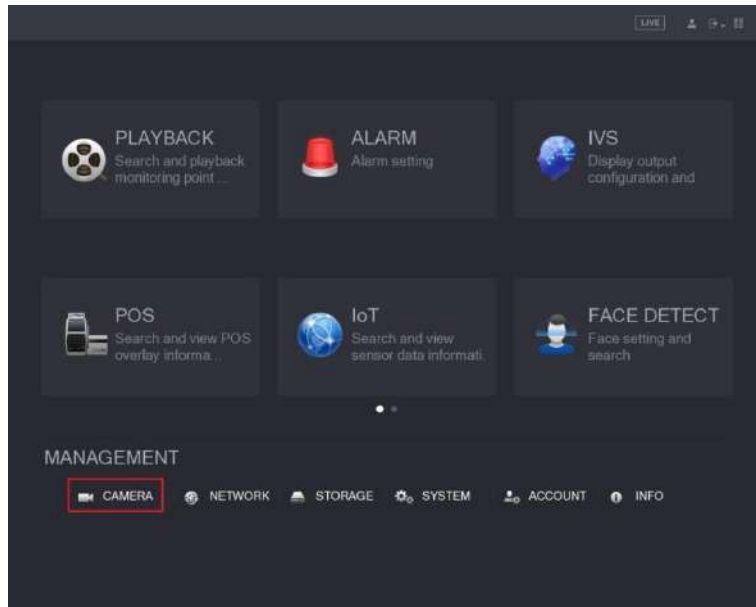 LIVE
PLAYBACK
Search and playback
monitoring point ...
ALARM
Alarm setting
IVS
Display output
configuration and
POS
Search and view POS
overlay informa...
IoT
Search and view
sensor data informati.
FACE DETECT
Face setting and
search
MANAGEMENT
CAMERA NETWORK STORAGE SYSTEM ACCOUNT INFO